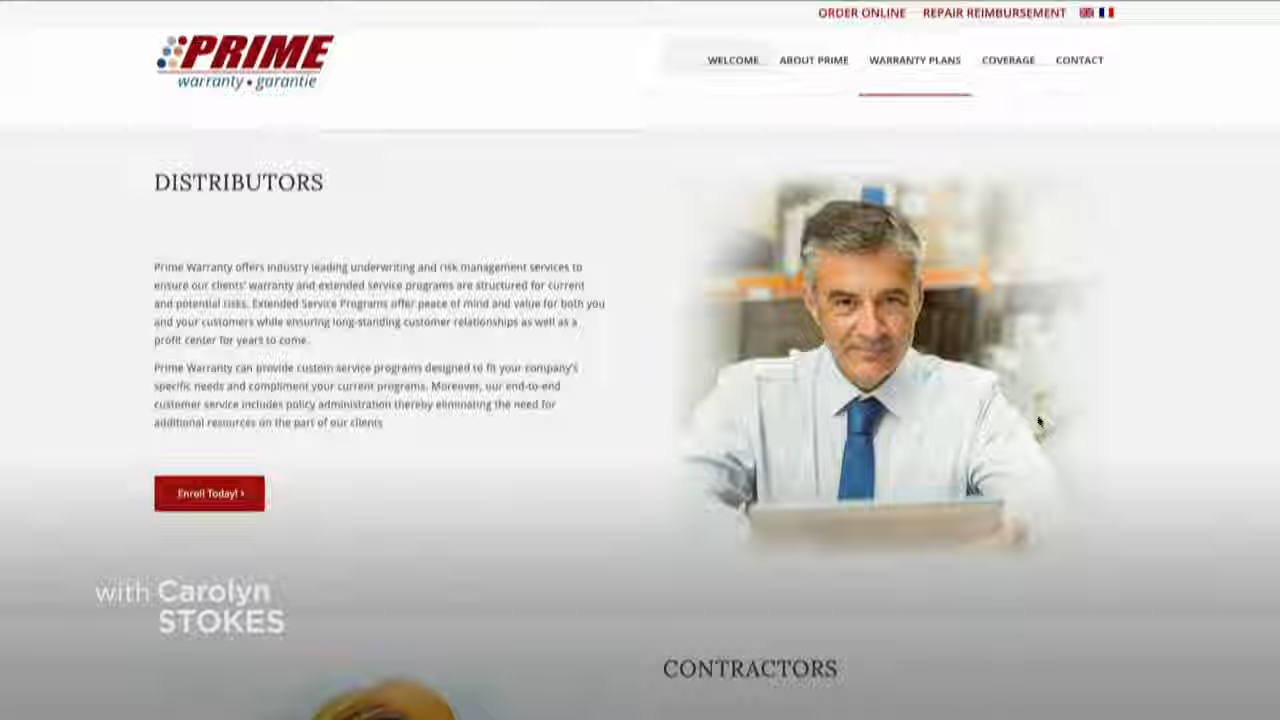 ORDER ONLINE REPAIR REIMBURSEMENT
PRIME
warranty • garantie
WELCOME ABOUT PRIME WARRANTY PLANS COVERAGE CONTACT
DISTRIBUTORS
Prime Warranty offers industry leading underwriting and risk management services to
ensure our clients' warranty and extended service programs are structured for current
and potential risks. Extended Service Programs offer peace of mind and value for both you
and your customers while ensuring long-standing customer relationships as well as a
profit center for years to come.
Prime Warranty can provide custom service programs designed to fit your company's
specific needs and compliment your current programs. Moreover, our end-to-end
customer service includes policy administration thereby eliminating the need for
additional resources on the part of our clients
Enroll Today! ›
with Carolyn
STOKES
CONTRACTORS